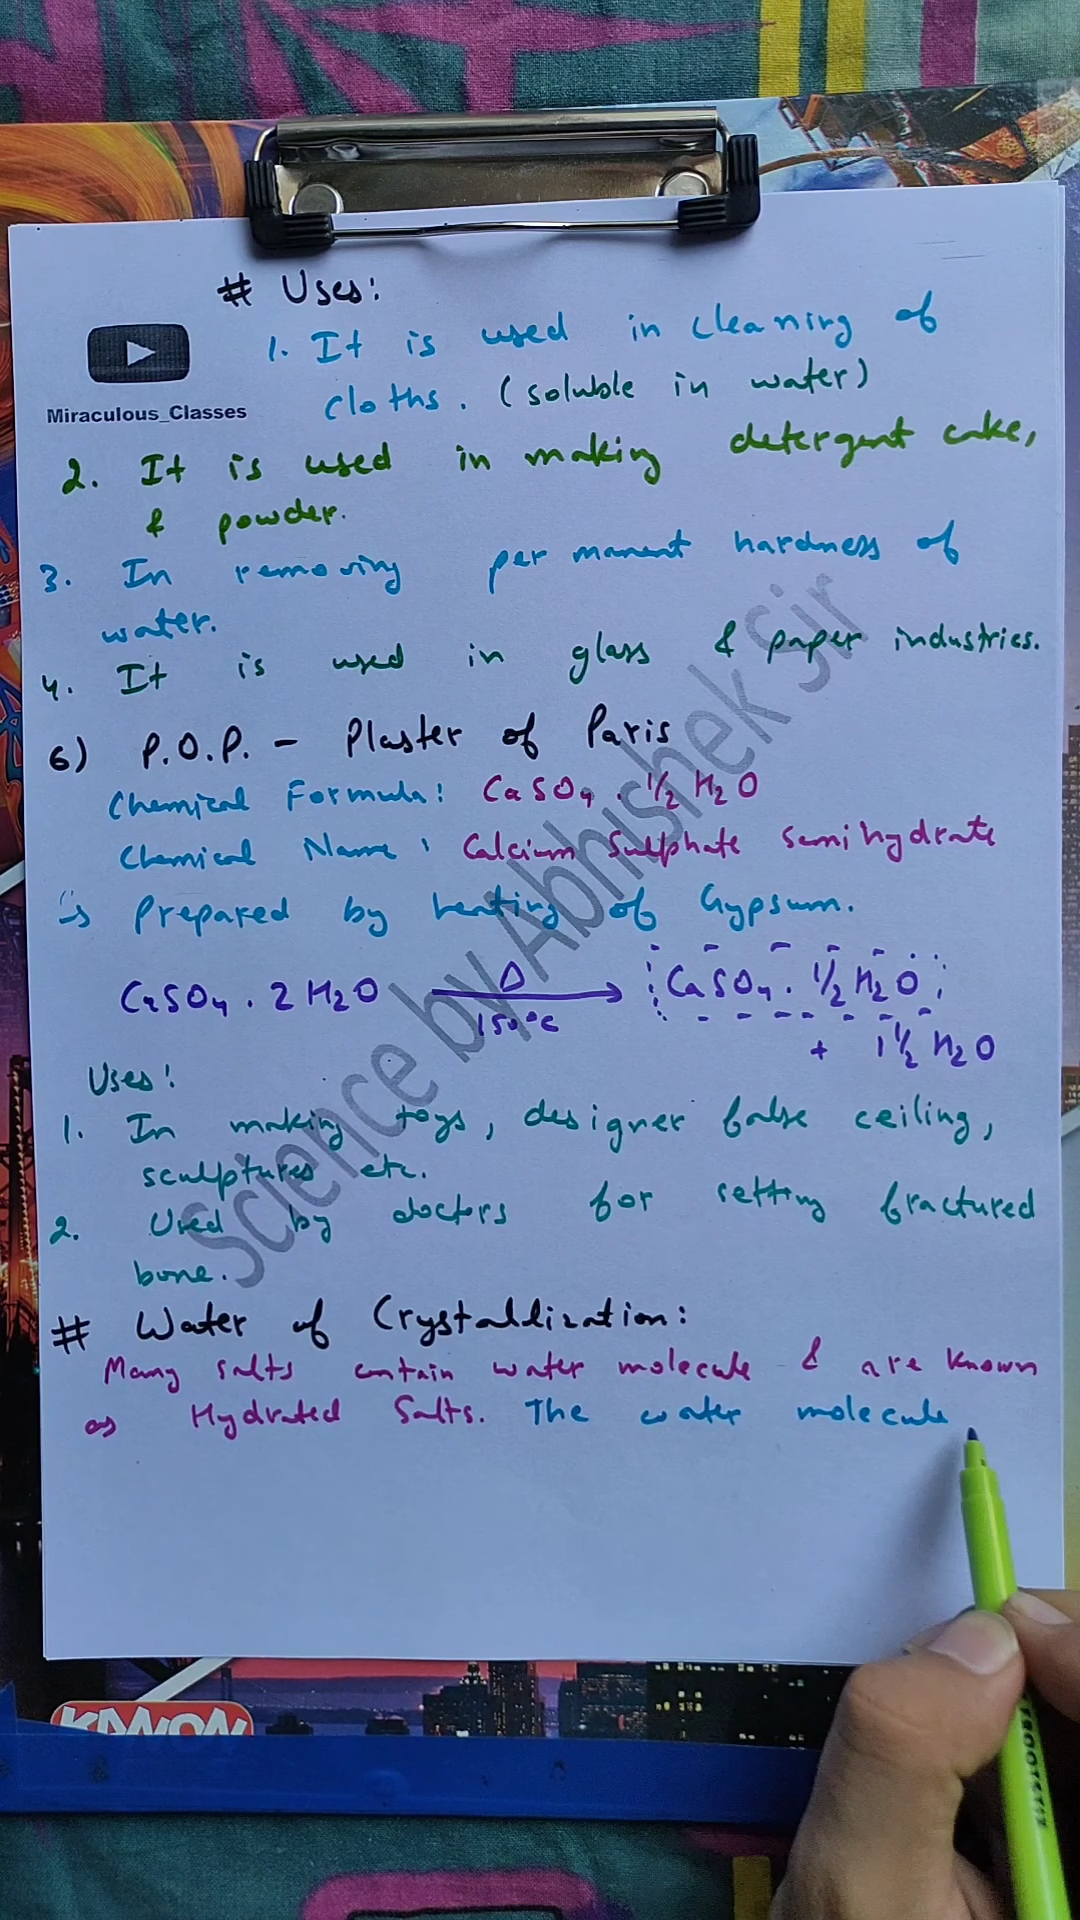 # Uses:
1. It is used in cleaning of
cloths. (soluble in water)
Miraculous_Classes
2. It is used in making detergent cake,
& powder.
3. In removing permanent hardness of
water.
4. It is used in glass & paper industries.
6) P.O.P. - Plaster of Paris
Chemical Formula: CaSO4 . 1/2 H2O
Chemical Name: Calcium Sulphate semihydrate
is Prepared by heating of Gypsum.
CaSO4 . 2H2O Δ 150°C → CaSO4 . 1/2 H2O
+ 1 1/2 H2O
Uses:
1. In making toys, designer false ceiling,
sculptures etc.
2. Used by doctors for setting fractured
bone.
# Water of Crystallization:
Many salts contain water molecule & are known
as Hydrated Salts. The water molecule
Science by Abhishek Sir